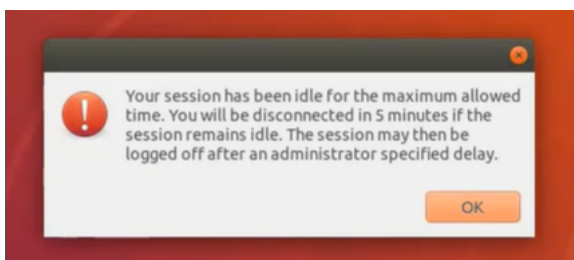 Your session has been idle for the maximum allowed
time. You will be disconnected in 5 minutes if the
session remains idle. The session may then be
logged off after an administrator specified delay.
OK